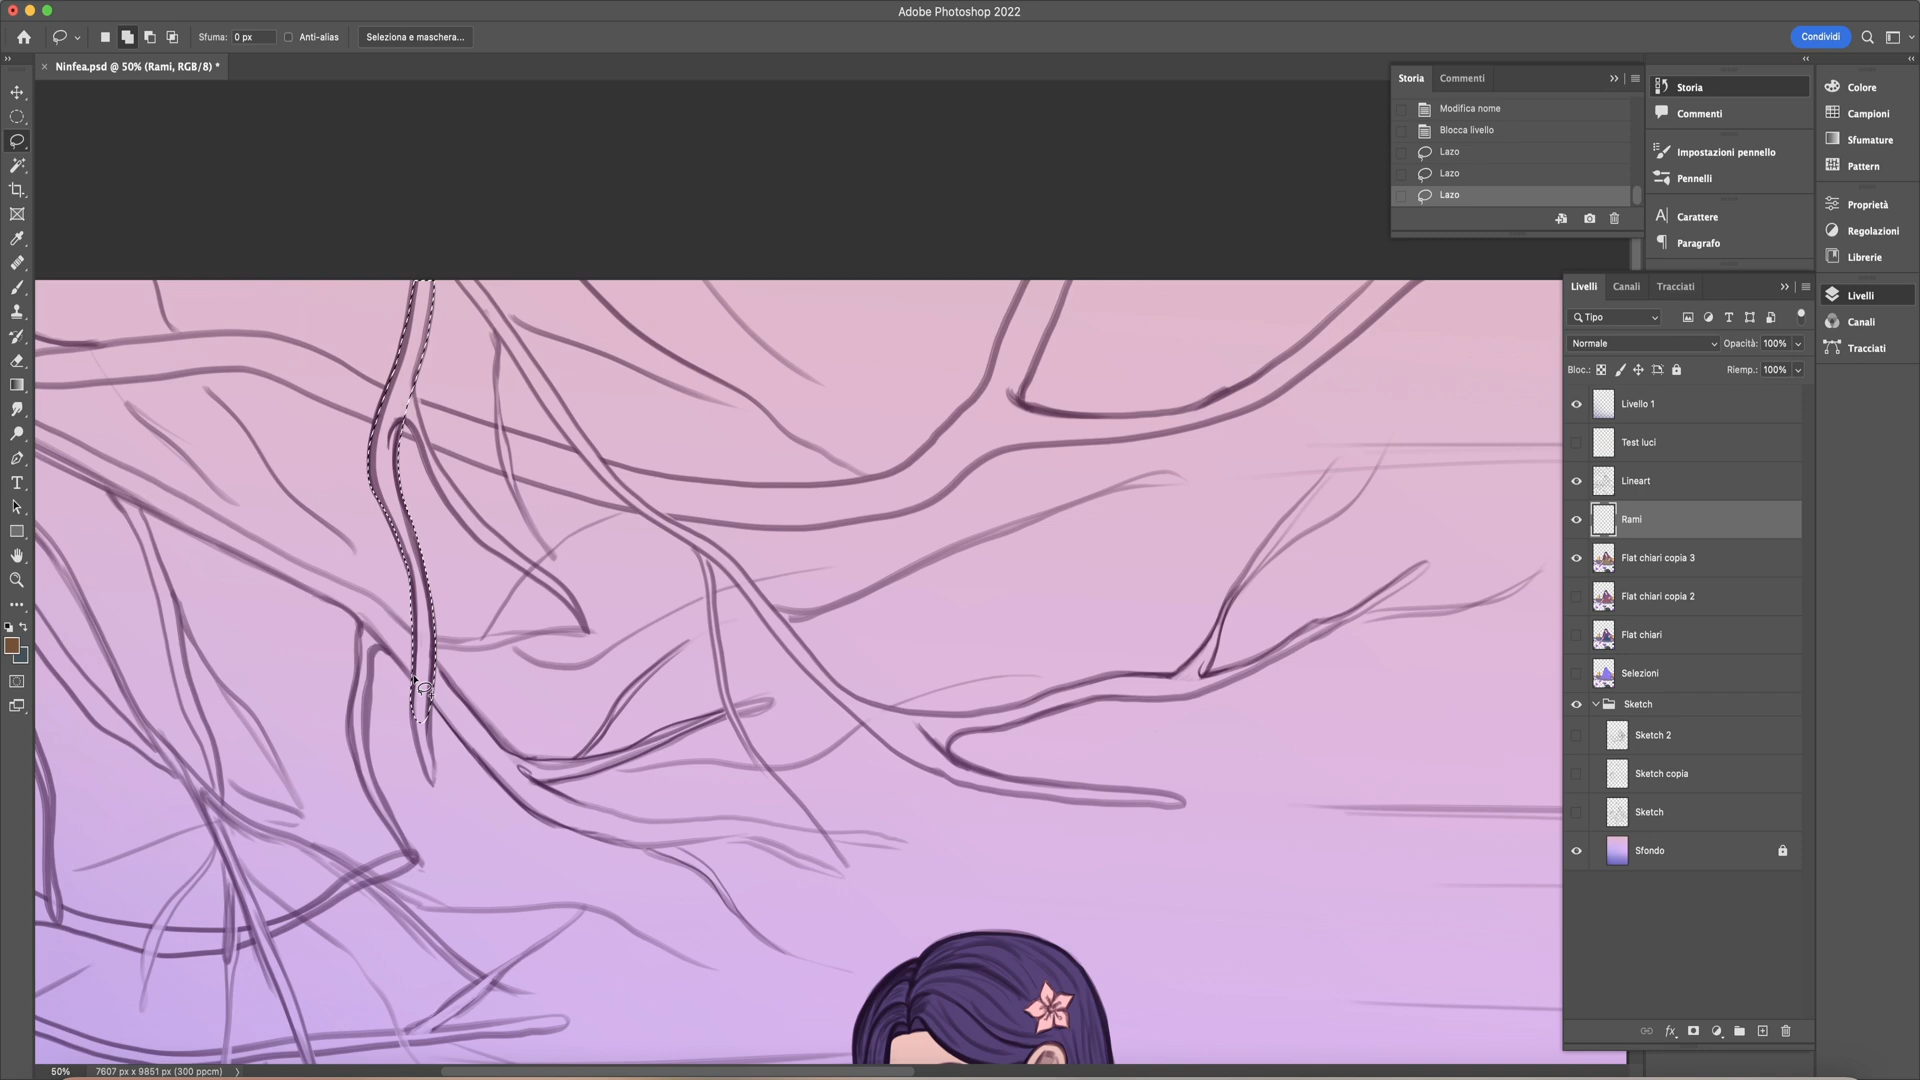 Adobe Photoshop 2022
Sfuma: 0 px Anti-alias Seleziona e maschera... Condividi
Ninfea.psd @ 50% (Rami, RGB/8) *
Storia Commenti
Modifica nome
Blocca livello
Lazo
Lazo
Lazo
Storia
Commenti
Impostazioni pennello
Pennelli
Carattere
Paragrafo
Colore
Campioni
Sfumature
Pattern
Proprietà
Regolazioni
Librerie
Livelli
Canali
Tracciati
Livelli Canali Tracciati
Tipo
Normale Opacità: 100%
Bloc.: Riemp.: 100%
Livello 1
Test luci
Lineart
Rami
Flat chiari copia 3
Flat chiari copia 2
Flat chiari
Selezioni
Sketch
Sketch 2
Sketch copia
Sketch
Sfondo
50% 7607 px x 9851 px (300 ppcm)